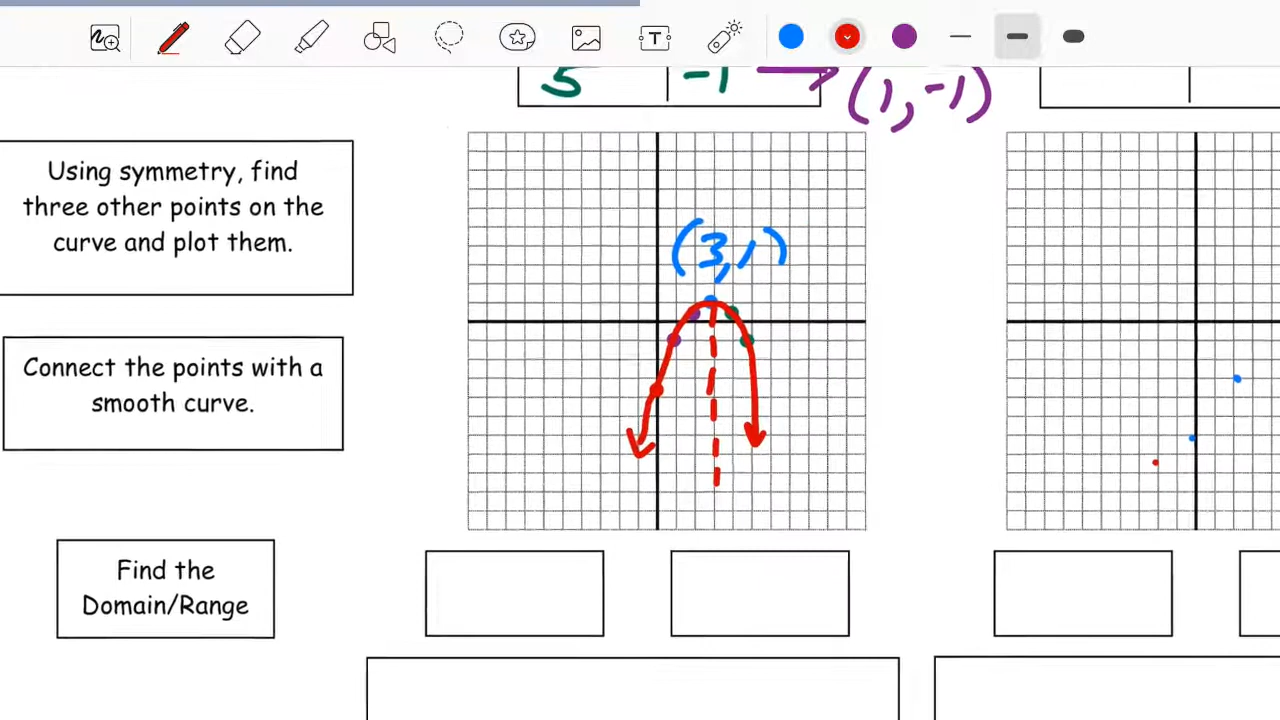 5 -1 → (1, -1)
Using symmetry, find
three other points on the
curve and plot them.
(3, 1)
Connect the points with a
smooth curve.
Find the
Domain/Range